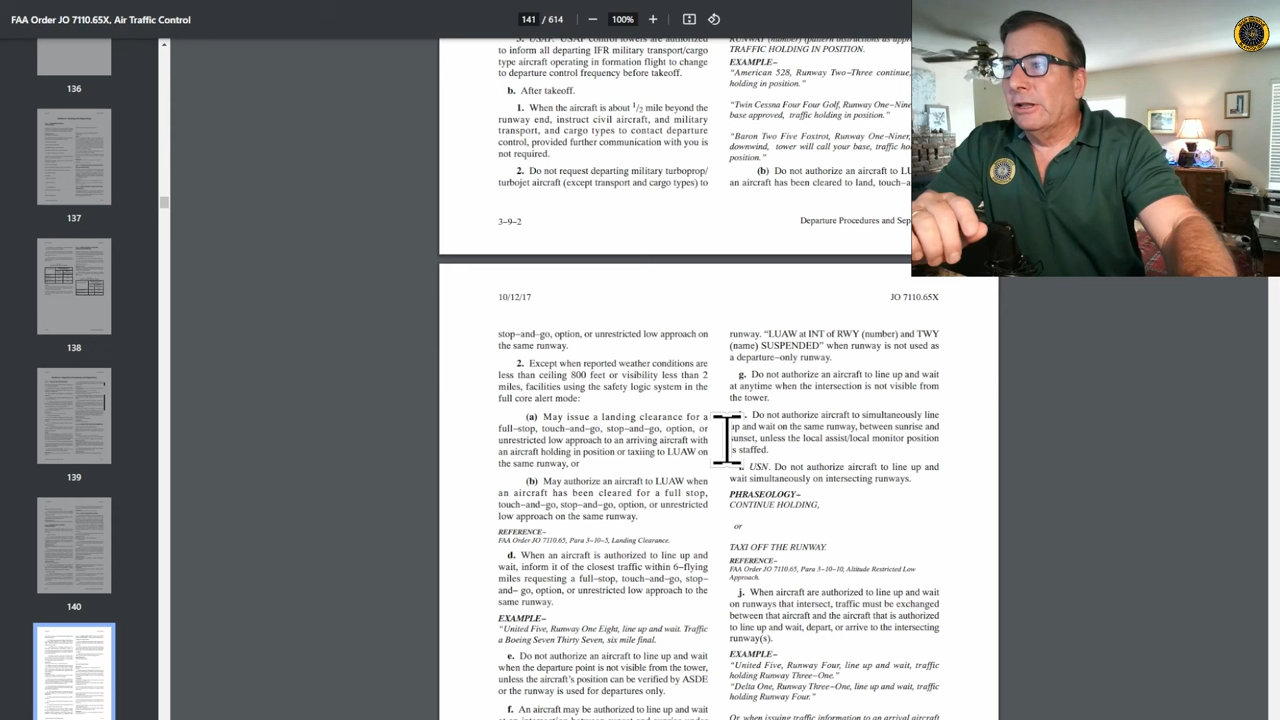 FAA Order JO 7110.65X, Air Traffic Control
141 / 614
100%
136
137
138
139
140
to inform all departing IFR military transport/cargo
type aircraft operating in formation flight to change
to departure control frequency before takeoff.
b. After takeoff.
1. When the aircraft is about 1/2 mile beyond the
runway end, instruct civil aircraft, and military
transport, and cargo types to contact departure
control, provided further communication with you is
not required.
2. Do not request departing military turboprop/
turbojet aircraft (except transport and cargo types) to
3–9–2
TRAFFIC HOLDING IN POSITION.
EXAMPLE–
“American 528, Runway Two–Three continue,
holding in position.”
“Twin Cessna Four Four Golf, Runway One–Nine
base approved, traffic holding in position.”
“Baron Two Five Foxtrot, Runway One–Niner,
downwind, tower will call your base, traffic
position.”
(b) Do not authorize an aircraft to
an aircraft has been cleared to land,
Departure Procedures and
10/12/17
JO 7110.65X
stop–and–go, option, or unrestricted low approach on
the same runway.
2. Except when reported weather conditions are
less than ceiling 800 feet or visibility less than 2
miles, facilities using the safety logic system in the
full core alert mode:
(a) May issue a landing clearance for a
full–stop, touch–and–go, stop–and–go, option, or
unrestricted low approach to an arriving aircraft with
an aircraft holding in position or taxiing to LUAW on
the same runway, or
(b) May authorize an aircraft to LUAW when
an aircraft has been cleared for a full stop,
touch–and–go, stop–and–go, option, or unrestricted
low approach on the same runway.
REFERENCE–
FAA Order JO 7110.65, Para 3–10–5, Landing Clearance.
d. When an aircraft is authorized to line up and
wait, inform it of the closest traffic within 6–flying
miles requesting a full–stop, touch–and–go, stop–
and– go, option, or unrestricted low approach to the
same runway.
EXAMPLE–
“United Five, Runway One Eight, line up and wait. Traffic
a Boeing Seven Thirty Seven, six mile final.
e. Do not authorize an aircraft to line up and wait
when the departure point is not visible from the tower,
unless the aircraft’s position can be verified by ASDE
or the runway is used for departures only.
f. An aircraft may be authorized to line up and wait
runway. “LUAW at INT of RWY (number) and TWY
(name) SUSPENDED” when runway is not used as
a departure–only runway.
g. Do not authorize an aircraft to line up and wait
at anytime when the intersection is not visible from
the tower.
Do not authorize aircraft to simultaneously line
up and wait on the same runway, between sunrise and
sunset, unless the local assist/local monitor position
is staffed.
USN. Do not authorize aircraft to line up and
wait simultaneously on intersecting runways.
PHRASEOLOGY–
CONTINUE HOLDING,
or
TAXI OFF THE RUNWAY.
REFERENCE–
FAA Order JO 7110.65, Para 3–10–10, Altitude Restricted Low
Approach.
j. When aircraft are authorized to line up and wait
on runways that intersect, traffic must be exchanged
between that aircraft and the aircraft that is authorized
to line up and wait, depart, or arrive to the intersecting
runway(s).
EXAMPLE–
“United Five, Runway Four, line up and wait, traffic
holding Runway Three–One.”
“Delta One, Runway Three–One, line up and wait, traffic
holding Runway Four.”
Or, when issuing traffic information to an arrival aircraft